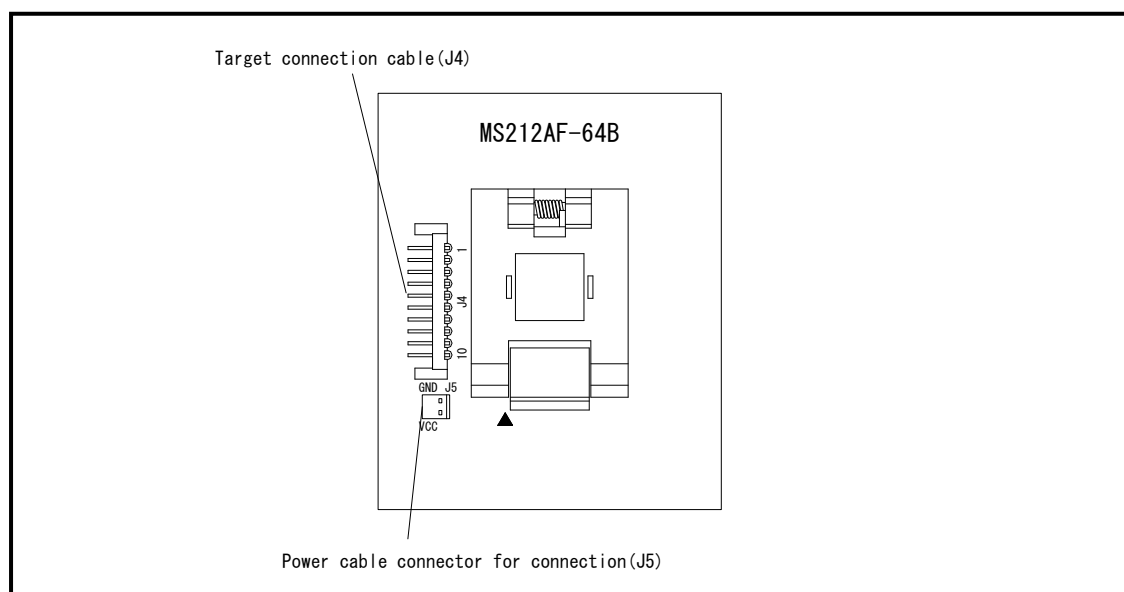 Target connection cable(J4)
MS212AF-64B
1
J4
10
GND J5
VCC
Power cable connector for connection(J5)